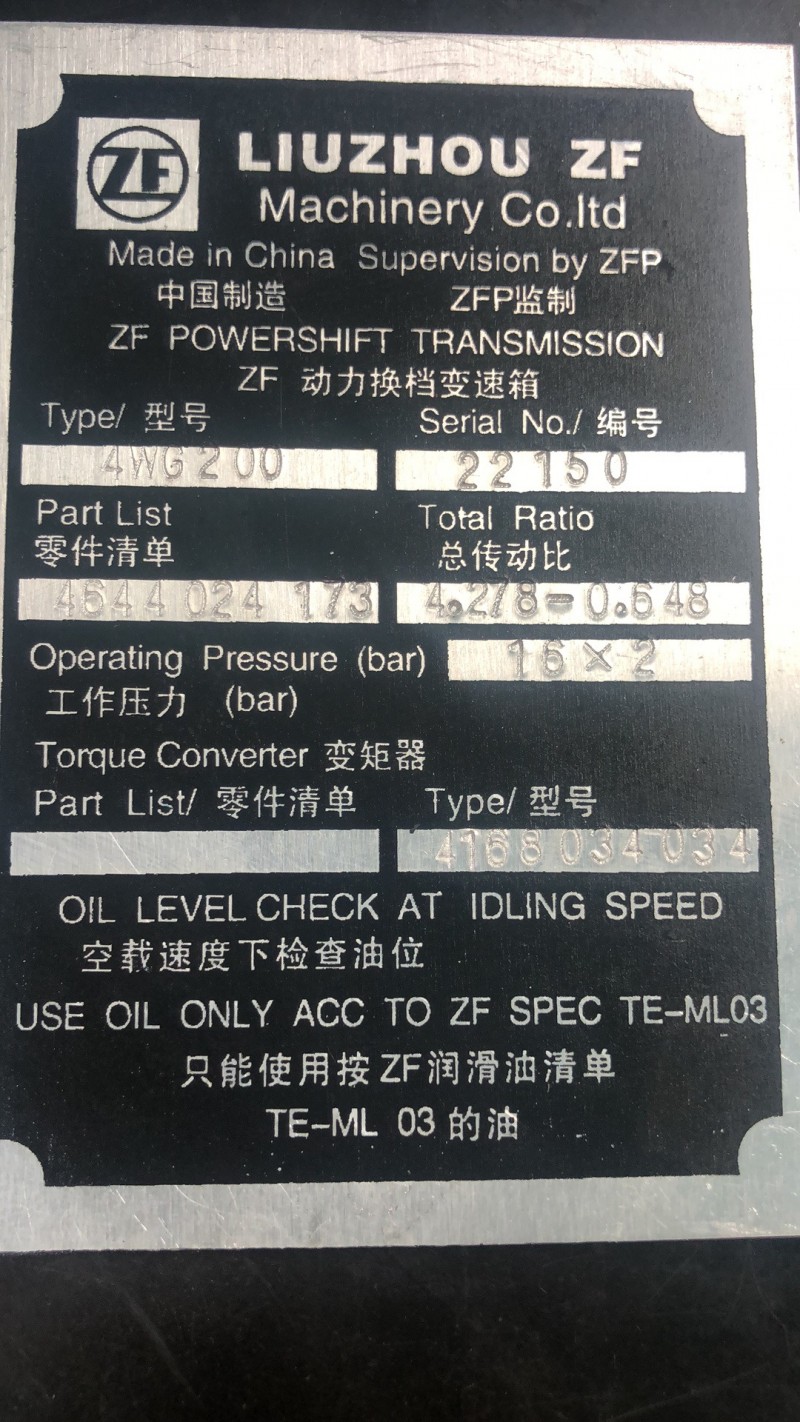 ZF
LIUZHOU ZF
Machinery Co.ltd
Made in China Supervision by ZFP
中国制造 ZFP监制
ZF POWERSHIFT TRANSMISSION
ZF 动力换档变速箱
Type/ 型号 Serial No./ 编号
4WG200 22150
Part List Total Ratio
零件清单 总传动比
4644 024 173 4.278-0.648
Operating Pressure (bar) 16×2
工作压力 (bar)
Torque Converter 变矩器
Part List/ 零件清单 Type/ 型号
4168 034 034
OIL LEVEL CHECK AT IDLING SPEED
空载速度下检查油位
USE OIL ONLY ACC TO ZF SPEC TE-ML03
只能使用按ZF润滑油清单
TE-ML 03 的油